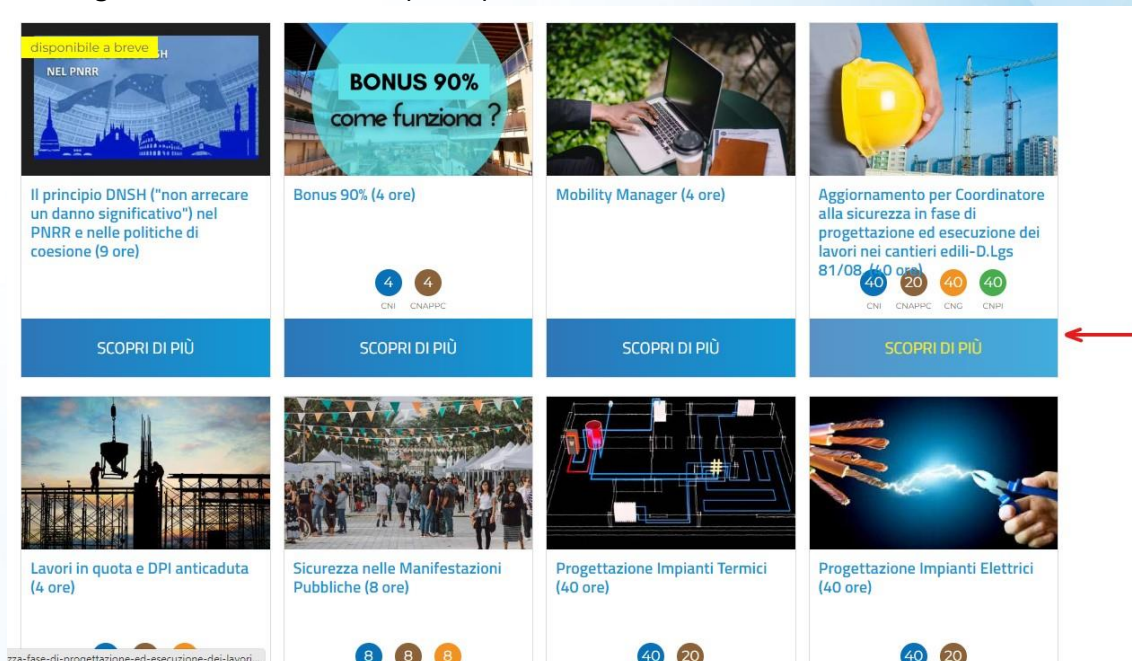 disponibile a breve
NEL PNRR
BONUS 90%
come funziona ?
Il principio DNSH ("non arrecare
un danno significativo") nel
PNRR e nelle politiche di
coesione (9 ore)
Bonus 90% (4 ore)
4 4
CNI CNAPPC
Mobility Manager (4 ore)
Aggiornamento per Coordinatore
alla sicurezza in fase di
progettazione ed esecuzione dei
lavori nei cantieri edili-D.Lgs
81/08 (40 ore)
40 20 40 40
CNI CNAPPC CNG CNPI
SCOPRI DI PIÙ
SCOPRI DI PIÙ
SCOPRI DI PIÙ
SCOPRI DI PIÙ
Lavori in quota e DPI anticaduta
(4 ore)
Sicurezza nelle Manifestazioni
Pubbliche (8 ore)
8 8 8
Progettazione Impianti Termici
(40 ore)
40 20
Progettazione Impianti Elettrici
(40 ore)
40 20
zza-fase-di-progettazione-ed-esecuzione-dei-lavori